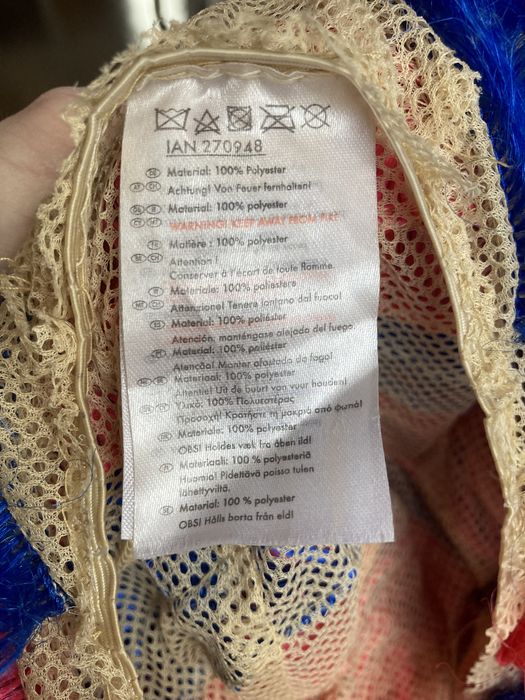 IAN 270948
Material: 100% Polyester
Achtung! Von Feuer fernhalten!
Material: 100% polyester
WARNING! KEEP AWAY FROM FIRE
Matière : 100% polyester
Attention !
Conserver à l'écart de toute flamme
Materiale: 100% poliestere
Attenzione! Tenere lontano dal fuoco!
Material: 100% poliéster
Atención, manténgase alejado del fuego.
Material: 100% poliéster
Atenção! Manter afastado do fogo!
Materiaal: 100% polyester
Attentie! Uit de buurt van vuur houden!
Υλικό: 100% Πολυεστέρας
Προσοχή! Κρατήστε τη μακριά από φωτιά!
Materiale: 100% polyester
OBS! Holdes væk fra åben ild!
Materiaali: 100 % polyesteriä
Huomio! Pidettävä poissa tulen
lähettyviltä.
Material: 100 % polyester
OBS! Hålls borta från eld!